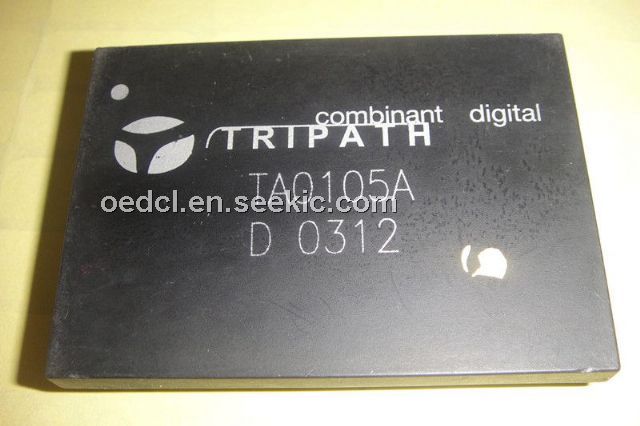 combinant digital
TRIPATH
TA0105A
oedcl.en.seekic.com
D 0312